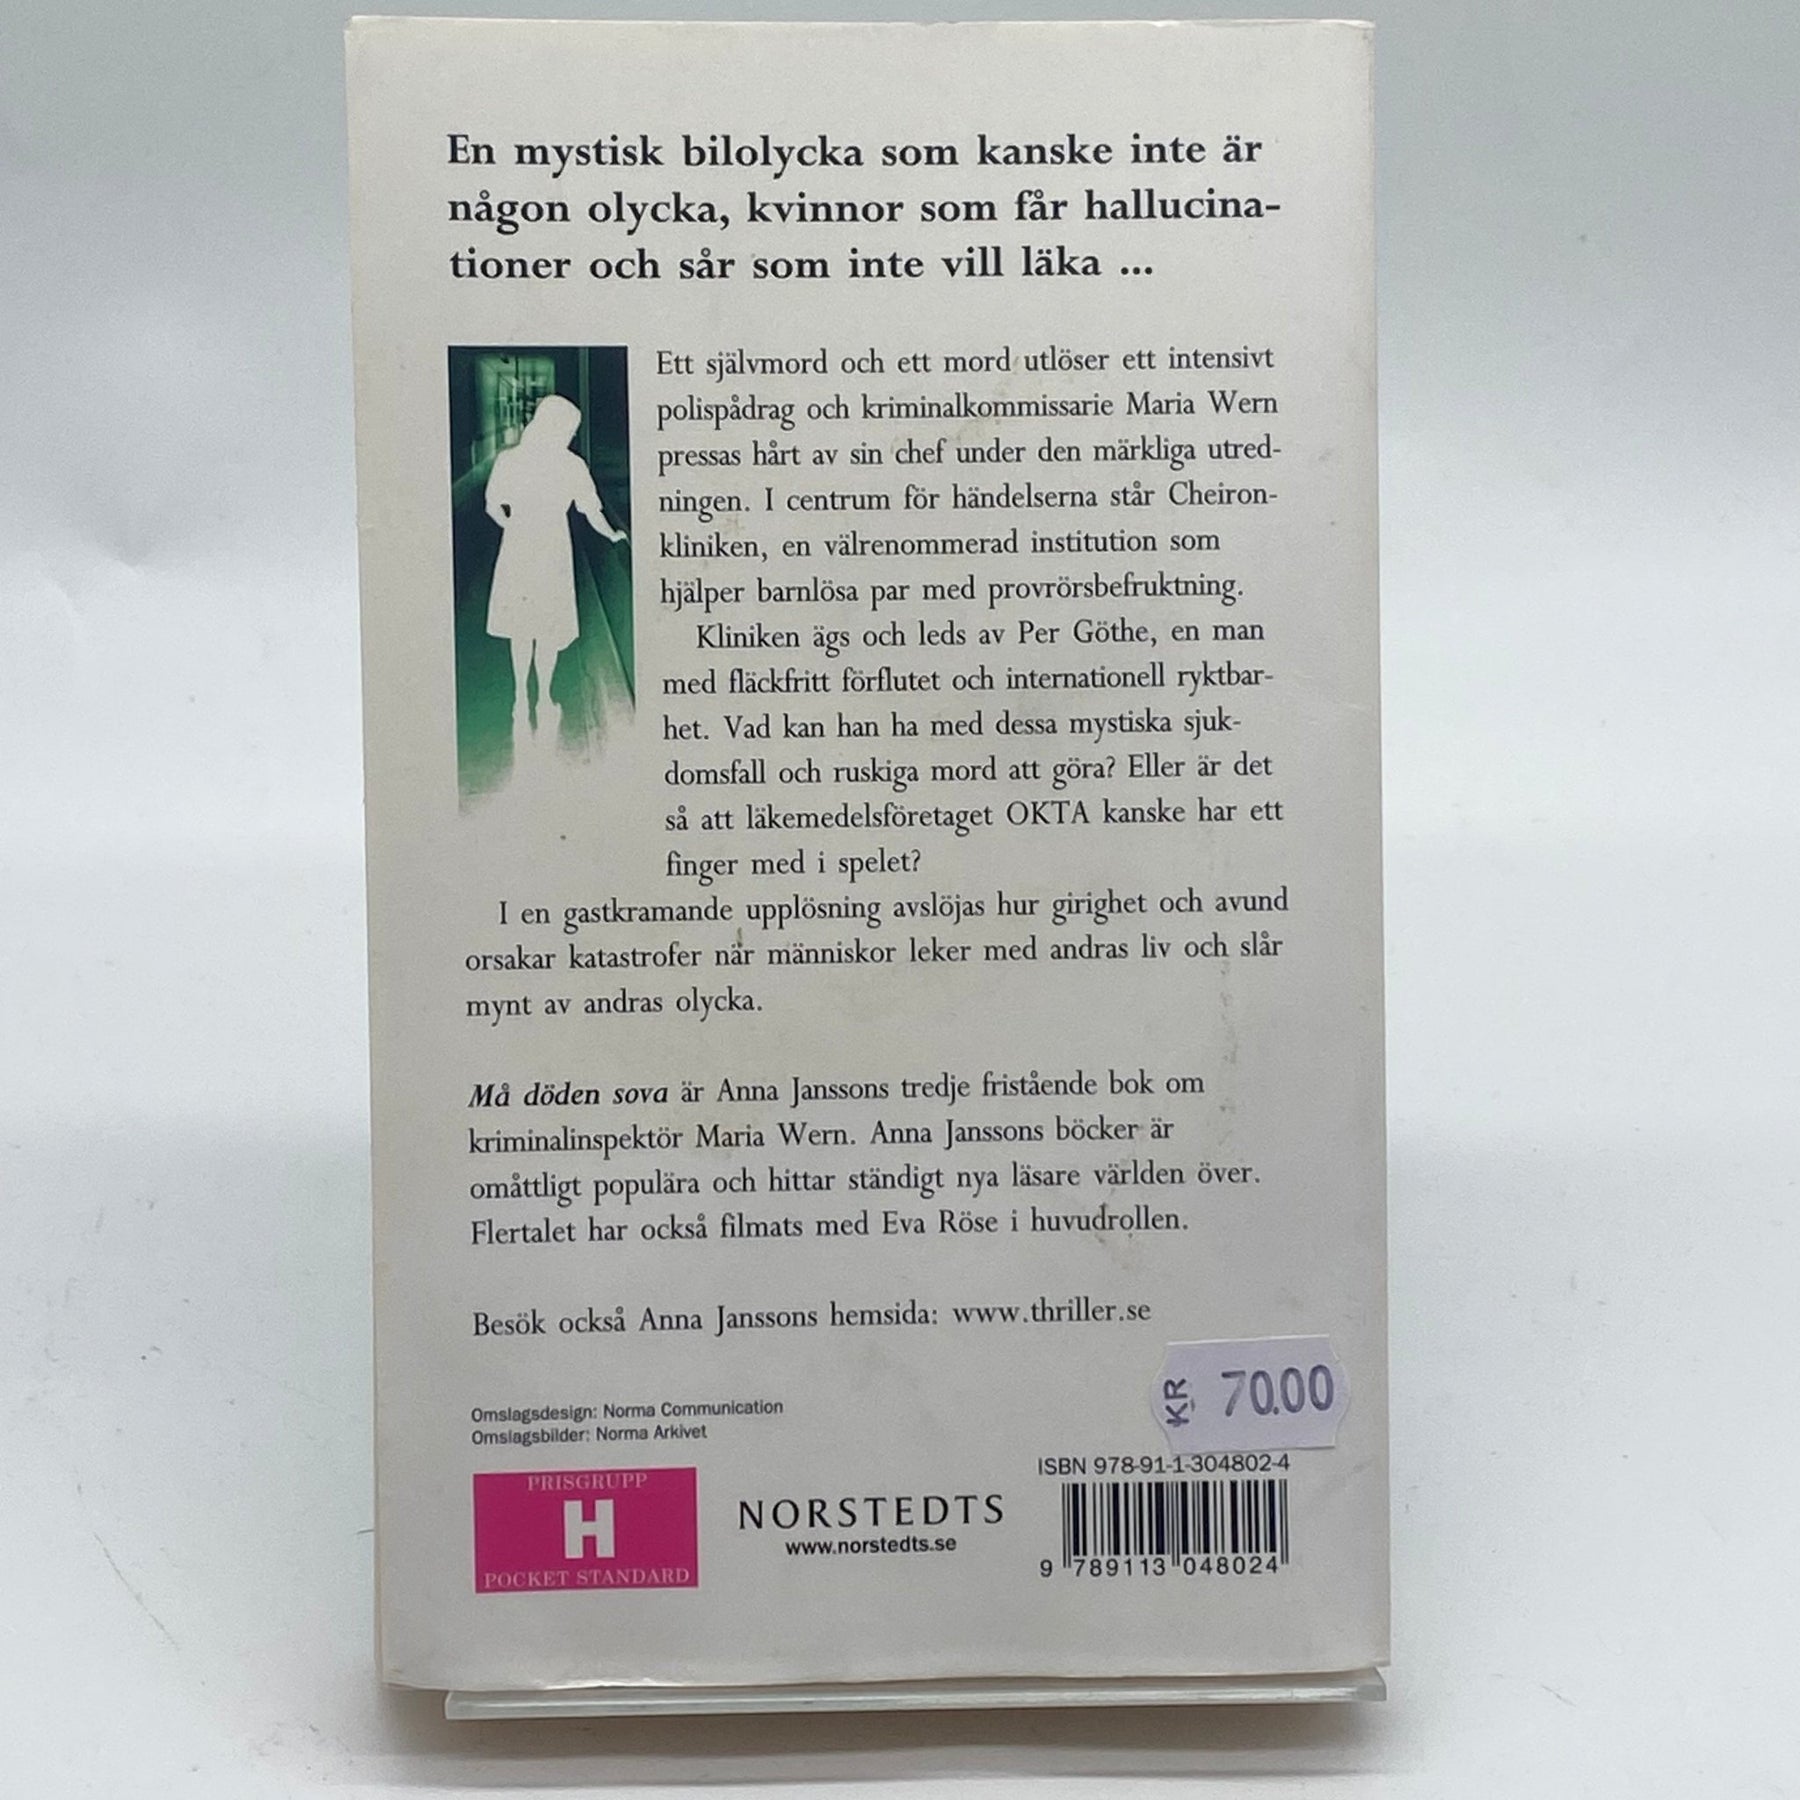 En mystisk bilolycka som kanske inte är
någon olycka, kvinnor som får hallucina-
tioner och sår som inte vill läka ...
Ett självmord och ett mord utlöser ett intensivt
polispådrag och kriminalkommissarie Maria Wern
pressas hårt av sin chef under den märkliga utred-
ningen. I centrum för händelserna står Cheiron-
kliniken, en välrenommerad institution som
hjälper barnlösa par med provrörsbefruktning.
Kliniken ägs och leds av Per Göthe, en man
med fläckfritt förflutet och internationell ryktbar-
het. Vad kan han ha med dessa mystiska sjuk-
domsfall och ruskiga mord att göra? Eller är det
så att läkemedelsföretaget OKTA kanske har ett
finger med i spelet?
I en gastkramande upplösning avslöjas hur girighet och avund
orsakar katastrofer när människor leker med andras liv och slår
mynt av andras olycka.
Må döden sova är Anna Janssons tredje fristående bok om
kriminalinspektör Maria Wern. Anna Janssons böcker är
omåttligt populära och hittar ständigt nya läsare världen över.
Flertalet har också filmats med Eva Röse i huvudrollen.
Besök också Anna Janssons hemsida: www.thriller.se
KR 70.00
Omslagsdesign: Norma Communication
Omslagsbilder: Norma Arkivet
PRISGRUPP
H
POCKET STANDARD
NORSTEDTS
www.norstedts.se
ISBN 978-91-1-304802-4
9 789113 048024